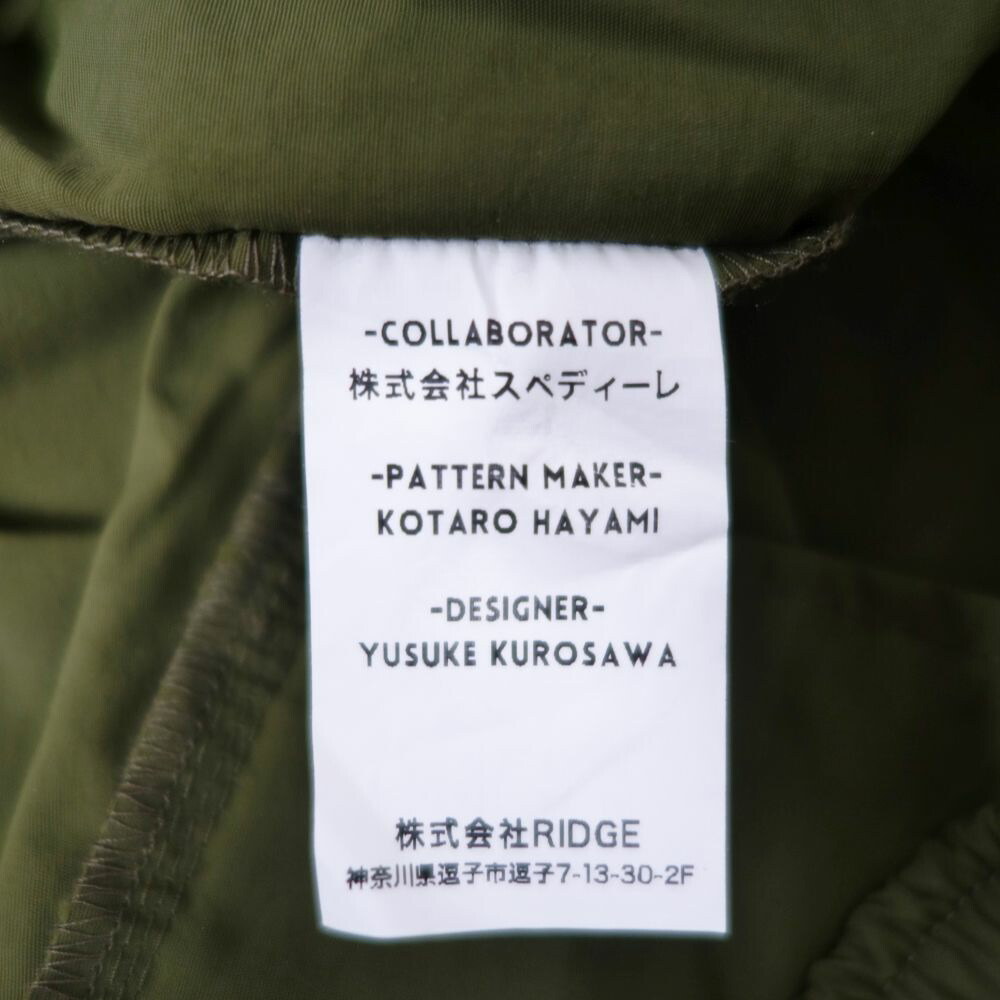 -COLLABORATOR-
株式会社スペディーレ
-PATTERN MAKER-
KOTARO HAYAMI
-DESIGNER-
YUSUKE KUROSAWA
株式会社RIDGE
神奈川県逗子市逗子7-13-30-2F